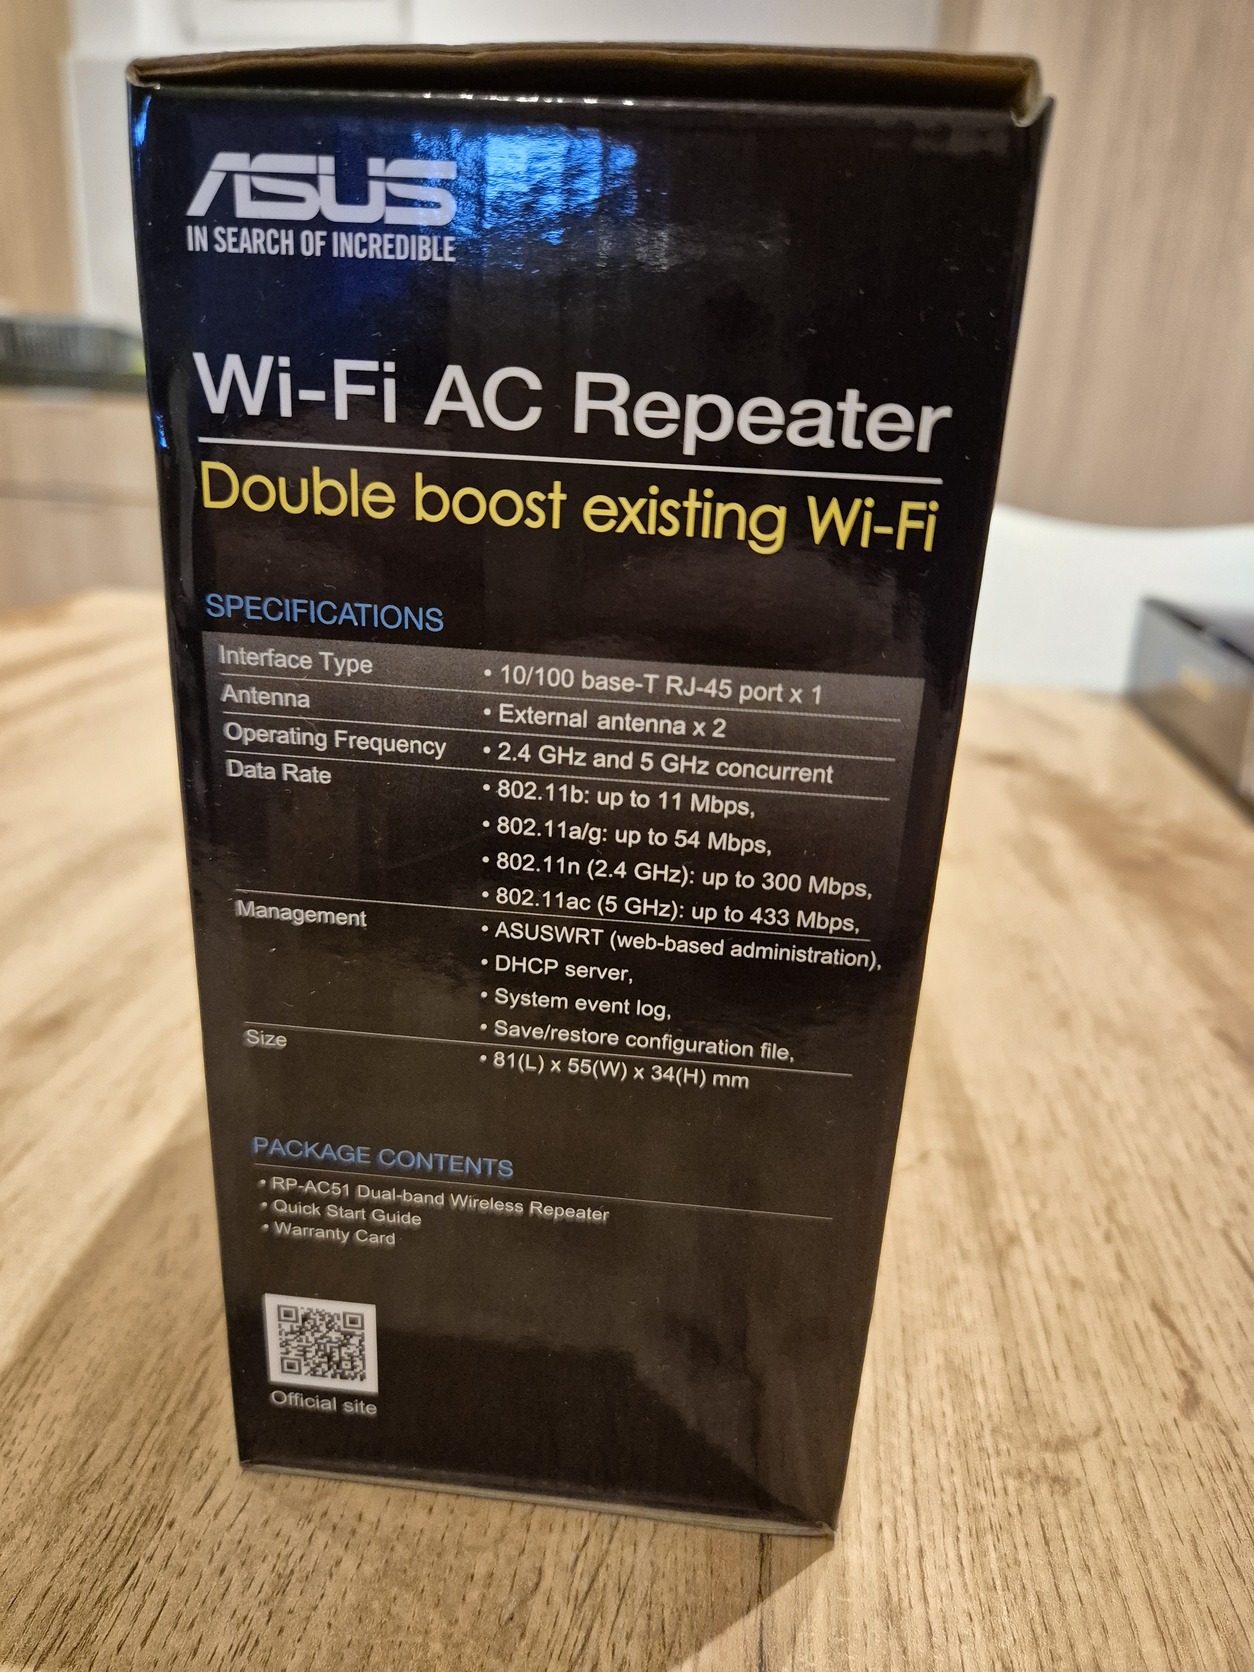 ASUS
IN SEARCH OF INCREDIBLE
Wi-Fi AC Repeater
Double boost existing Wi-Fi
SPECIFICATIONS
Interface Type • 10/100 base-T RJ-45 port x 1
Antenna • External antenna x 2
Operating Frequency • 2.4 GHz and 5 GHz concurrent
Data Rate • 802.11b: up to 11 Mbps,
• 802.11a/g: up to 54 Mbps,
• 802.11n (2.4 GHz): up to 300 Mbps,
• 802.11ac (5 GHz): up to 433 Mbps,
Management • ASUSWRT (web-based administration),
• DHCP server,
• System event log,
• Save/restore configuration file,
Size • 81(L) x 55(W) x 34(H) mm
PACKAGE CONTENTS
• RP-AC51 Dual-band Wireless Repeater
• Quick Start Guide
• Warranty Card
Official site